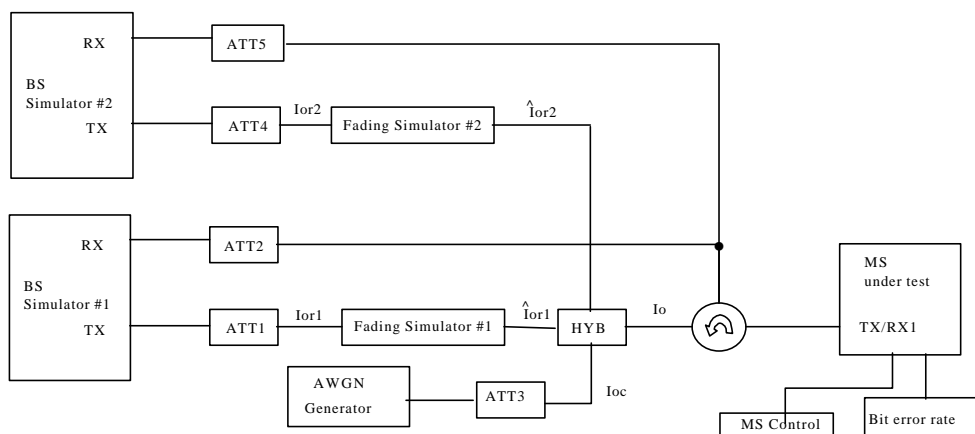 RX
ATT5
BS
Simulator #2
TX
ATT4
Ior2
Fading Simulator #2
^
Ior2
RX
ATT2
BS
Simulator #1
TX
ATT1
Ior1
Fading Simulator #1
^
Ior1
HYB
Io
MS
under test
TX/RX1
AWGN
Generator
ATT3
Ioc
MS Control
Bit error rate